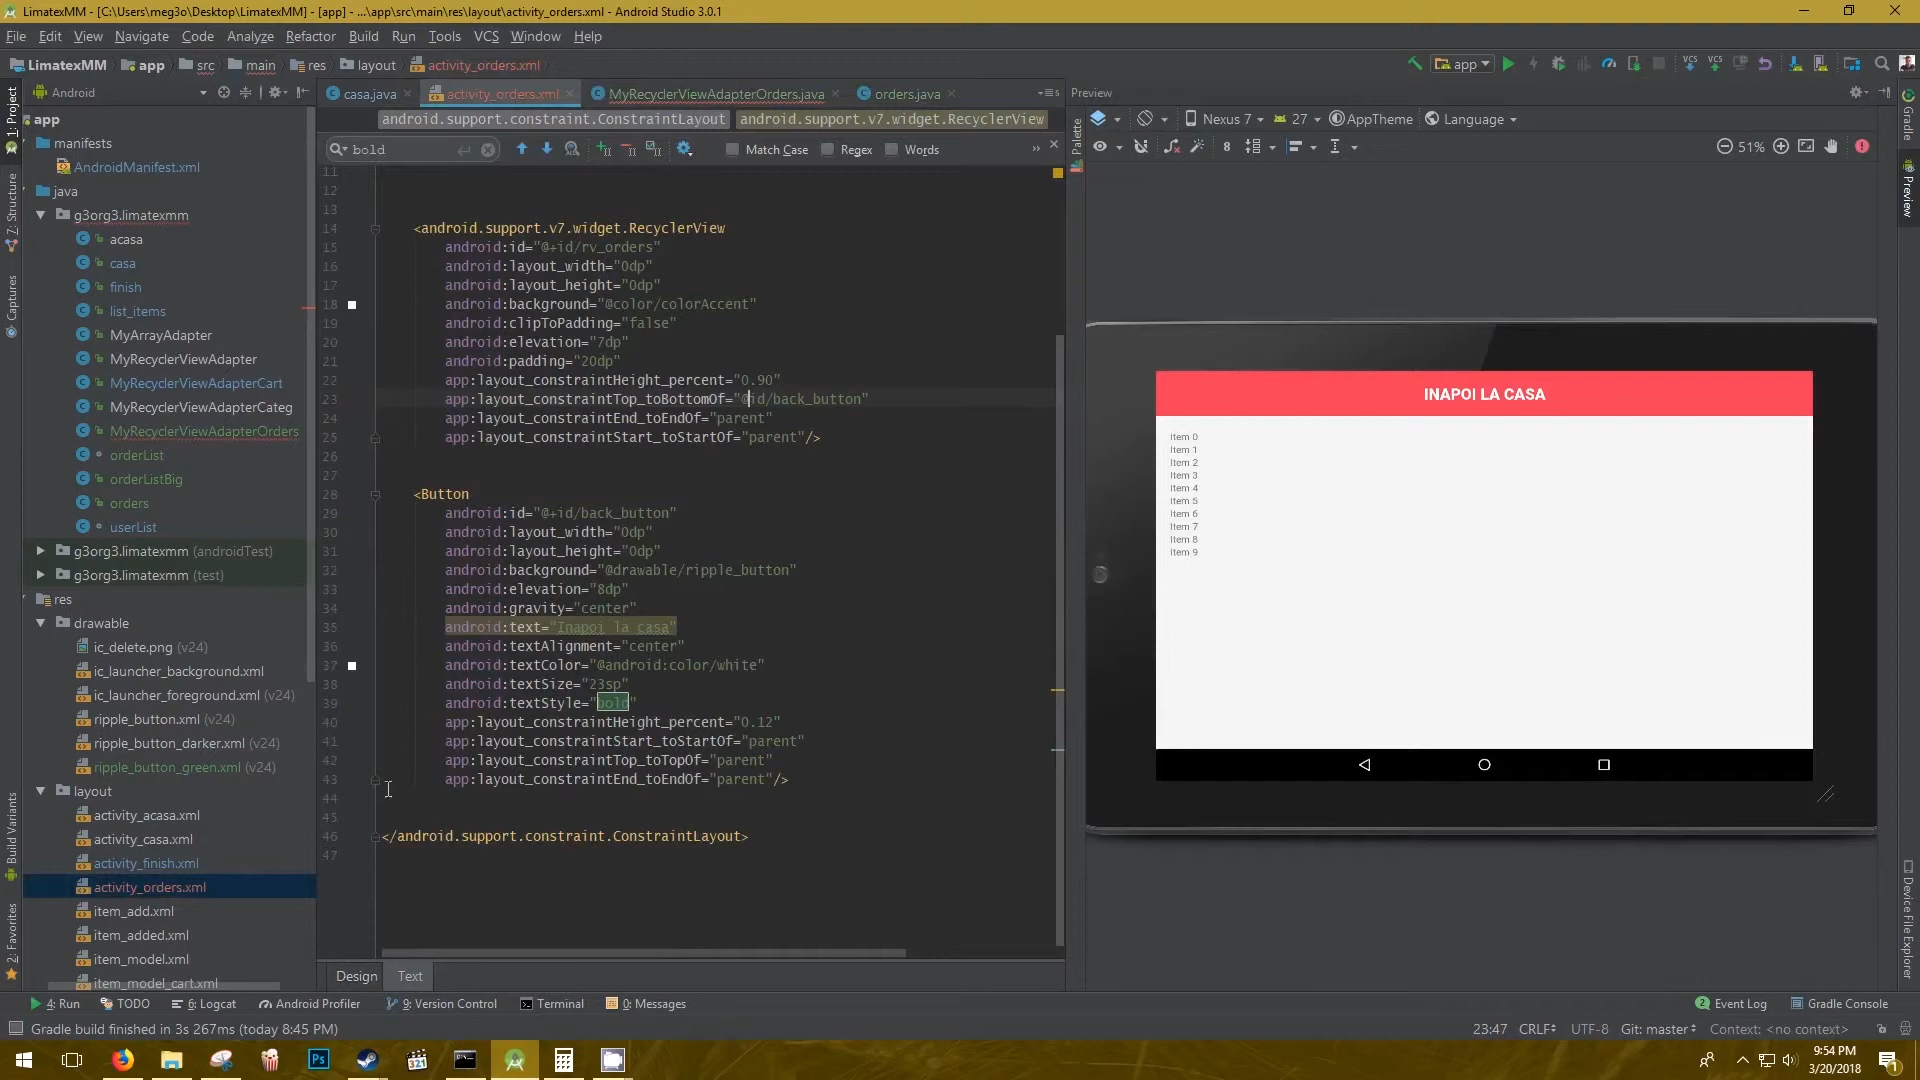 LimatexMM - [C:\Users\meg3o\Desktop\LimatexMM] - [app] - ...\app\src\main\res\layout\activity_orders.xml - Android Studio 3.0.1
File Edit View Navigate Code Analyze Refactor Build Run Tools VCS Window Help
LimatexMM app src main res layout activity_orders.xml
app
VCS VCS
Android
casa.java activity_orders.xml MyRecyclerViewAdapterOrders.java orders.java
Preview
android.support.constraint.ConstraintLayout android.support.v7.widget.RecyclerView
Nexus 7 27 AppTheme Language
bold Match Case Regex Words
8 51%
1: Project
Z: Structure
Captures
Build Variants
2: Favorites
app
manifests
AndroidManifest.xml
java
g3org3.limatexmm
acasa
casa
finish
list_items
MyArrayAdapter
MyRecyclerViewAdapter
MyRecyclerViewAdapterCart
MyRecyclerViewAdapterCateg
MyRecyclerViewAdapterOrders
orderList
orderListBig
orders
userList
g3org3.limatexmm (androidTest)
g3org3.limatexmm (test)
res
drawable
ic_delete.png (v24)
ic_launcher_background.xml
ic_launcher_foreground.xml (v24)
ripple_button.xml (v24)
ripple_button_darker.xml (v24)
ripple_button_green.xml (v24)
layout
activity_acasa.xml
activity_casa.xml
activity_finish.xml
activity_orders.xml
item_add.xml
item_added.xml
item_model.xml
item_model_cart.xml
11
12
13
14 <android.support.v7.widget.RecyclerView
15 android:id="@+id/rv_orders"
16 android:layout_width="0dp"
17 android:layout_height="0dp"
18 android:background="@color/colorAccent"
19 android:clipToPadding="false"
20 android:elevation="7dp"
21 android:padding="20dp"
22 app:layout_constraintHeight_percent="0.90"
23 app:layout_constraintTop_toBottomOf="@id/back_button"
24 app:layout_constraintEnd_toEndOf="parent"
25 app:layout_constraintStart_toStartOf="parent"/>
26
27
28 <Button
29 android:id="@+id/back_button"
30 android:layout_width="0dp"
31 android:layout_height="0dp"
32 android:background="@drawable/ripple_button"
33 android:elevation="8dp"
34 android:gravity="center"
35 android:text="Inapoi la casa"
36 android:textAlignment="center"
37 android:textColor="@android:color/white"
38 android:textSize="23sp"
39 android:textStyle="bold"
40 app:layout_constraintHeight_percent="0.12"
41 app:layout_constraintStart_toStartOf="parent"
42 app:layout_constraintTop_toTopOf="parent"
43 app:layout_constraintEnd_toEndOf="parent"/>
44
45
46 </android.support.constraint.ConstraintLayout>
47
Design Text
Palette
INAPOI LA CASA
Item 0
Item 1
Item 2
Item 3
Item 4
Item 5
Item 6
Item 7
Item 8
Item 9
Gradle
Preview
Device File Explorer
4: Run TODO 6: Logcat Android Profiler 9: Version Control Terminal 0: Messages
2 Event Log Gradle Console
Gradle build finished in 3s 267ms (today 8:45 PM)
23:47 CRLF UTF-8 Git: master Context: <no context>
Ps
321
9:54 PM
3/20/2018
1